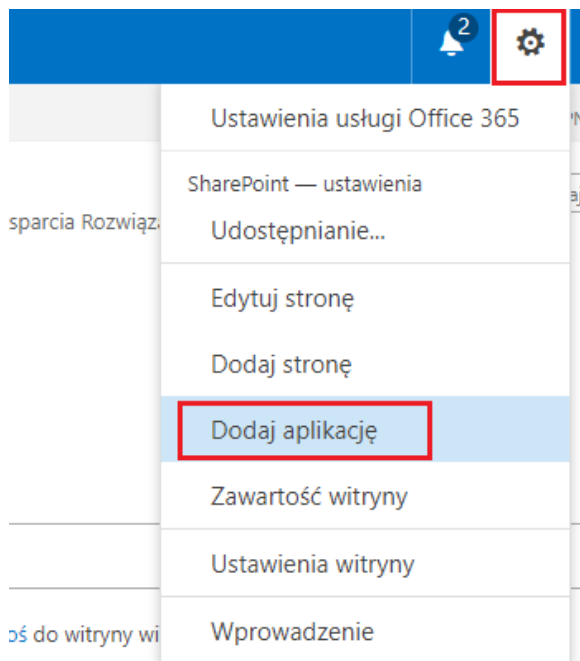 2
Ustawienia usługi Office 365
SharePoint — ustawienia
sparcia Rozwiąz
Udostępnianie...
Edytuj stronę
Dodaj stronę
Dodaj aplikację
Zawartość witryny
Ustawienia witryny
oś do witryny wi
Wprowadzenie